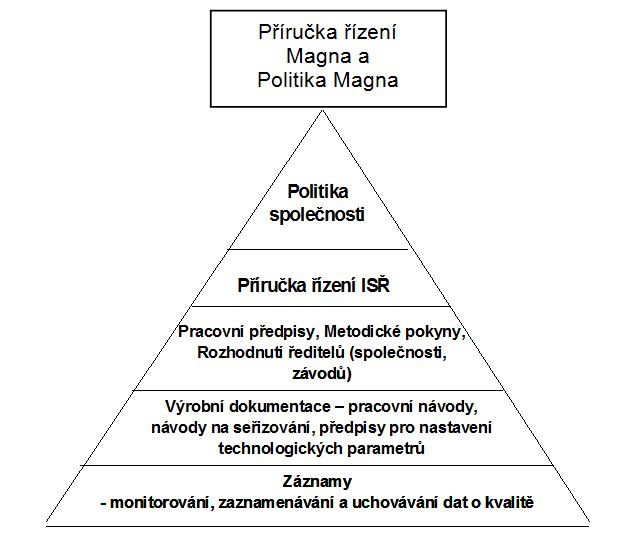 Příručka řízení
Magna a
Politika Magna
Politika
společnosti
Příručka řízení ISŘ
Pracovní předpisy, Metodické pokyny,
Rozhodnutí ředitelů (společnosti,
závodů)
Výrobní dokumentace – pracovní návody,
návody na seřizování, předpisy pro nastavení
technologických parametrů
Záznamy
- monitorování, zaznamenávání a uchovávání dat o kvalitě